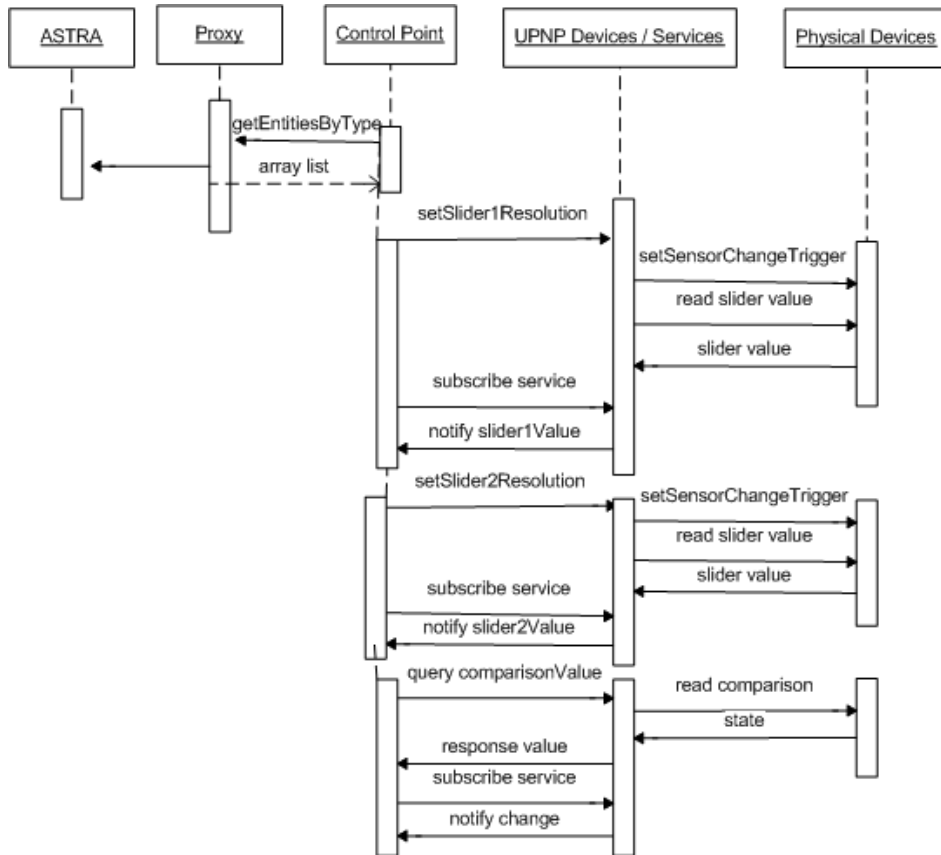 ASTRA
Proxy
Control Point
UPNP Devices / Services
Physical Devices
getEntitiesByType
array list
setSlider1Resolution
setSensorChangeTrigger
read slider value
slider value
subscribe service
notify slider1Value
setSlider2Resolution
setSensorChangeTrigger
read slider value
slider value
subscribe service
notify slider2Value
query comparisonValue
read comparison
state
response value
subscribe service
notify change